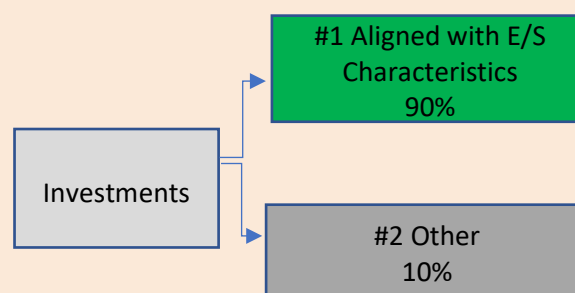 #1 Aligned with E/S
Characteristics
90%
Investments
#2 Other
10%